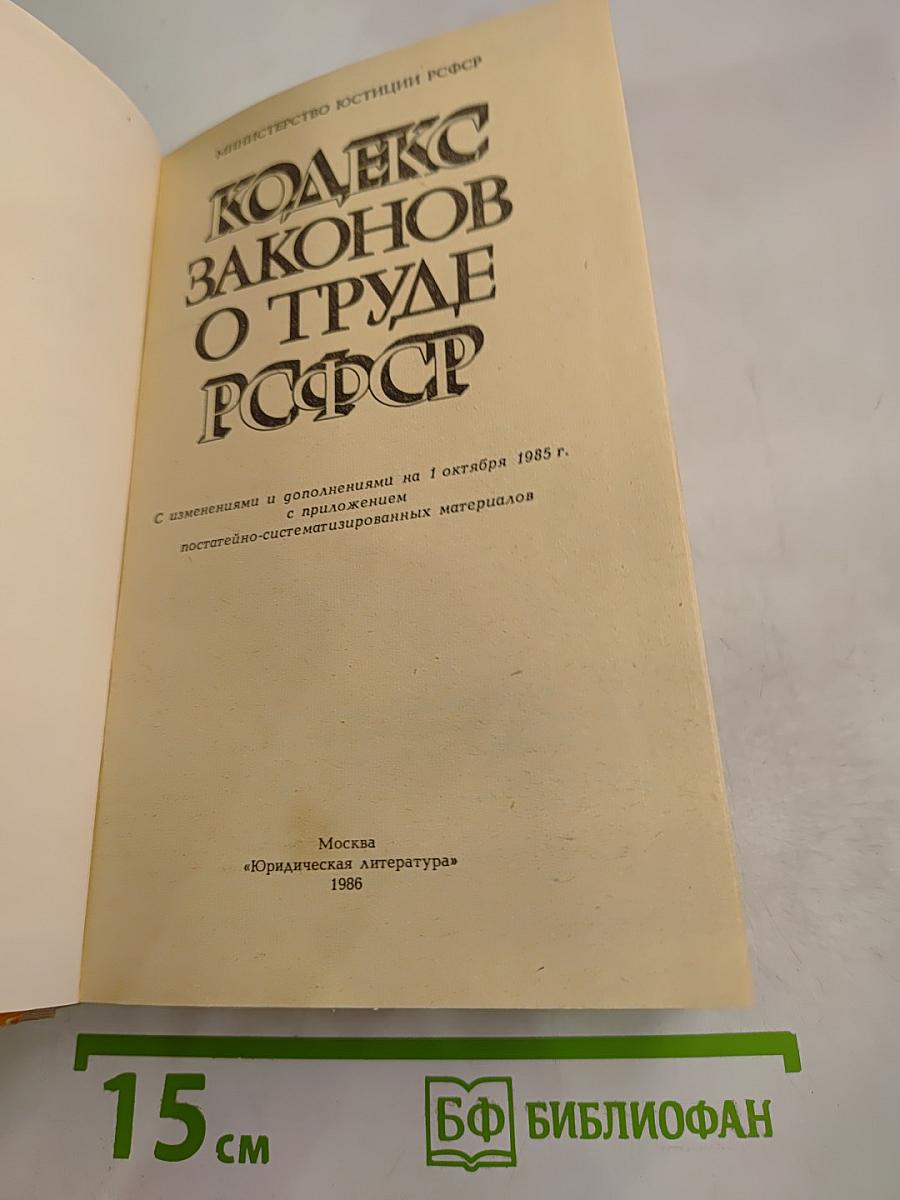 МИНИСТЕРСТВО ЮСТИЦИИ РСФСР
КОДЕКС
ЗАКОНОВ
О ТРУДЕ
РСФСР
С изменениями и дополнениями на 1 октября 1985 г.
с приложением
постатейно-систематизированных материалов
Москва
«Юридическая литература»
1986
15 см
БФ БИБЛИОФАН